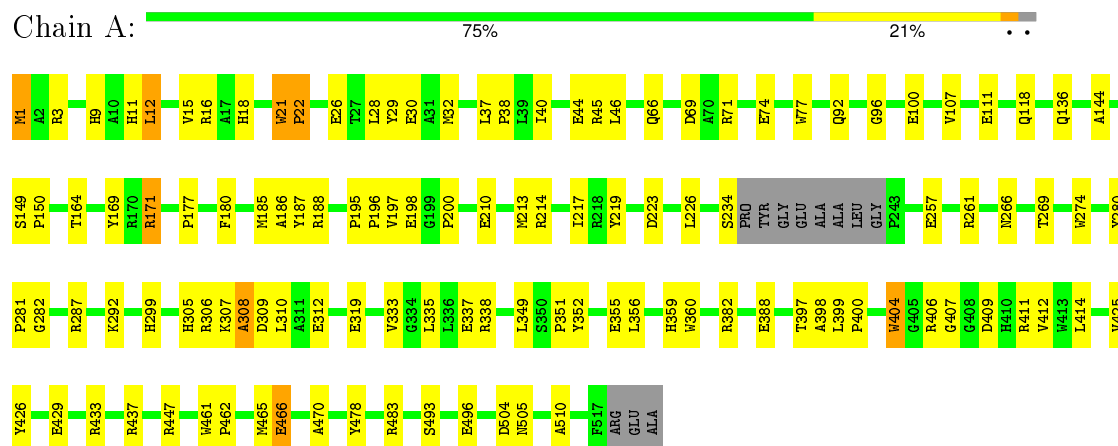 Chain A:
75% 21% • •
M1 A2 R3 H9 A10 H11 L12 V15 R16 A17 H18 W21 P22 E26 T27 L28 Y29 E30 A31 M32 L37 P38 L39 I40 E44 R45 L46 Q66 D69 A70 R71 E74 W77 Q92 G96 E100 V107 E111 Q118 Q136 A144
S149 P150 T164 Y169 R170 R171 P177 F180 M185 A186 Y187 R188 P195 P196 V197 E198 G199 P200 E210 M213 R214 I217 R218 Y219 D223 L226 S234 PRO TYR GLY GLU ALA ALA LEU GLY P243 E257 R261 N266 T269 W274
P281 G282 R287 K292 H299 H305 R306 K307 A308 D309 L310 A311 E312 E319 V333 G334 L335 L336 E337 R338 L349 S350 P351 Y352 E355 L356 H359 W360 R382 E388 T397 A398 L399 P400 W404 G405 R406 G407 G408 D409 H410 R411 V412 W413 L414
Y426 E429 R433 R437 R447 W461 P462 M465 E466 A470 Y478 R483 S493 E496 D504 N505 A510 F517 ARG GLU ALA